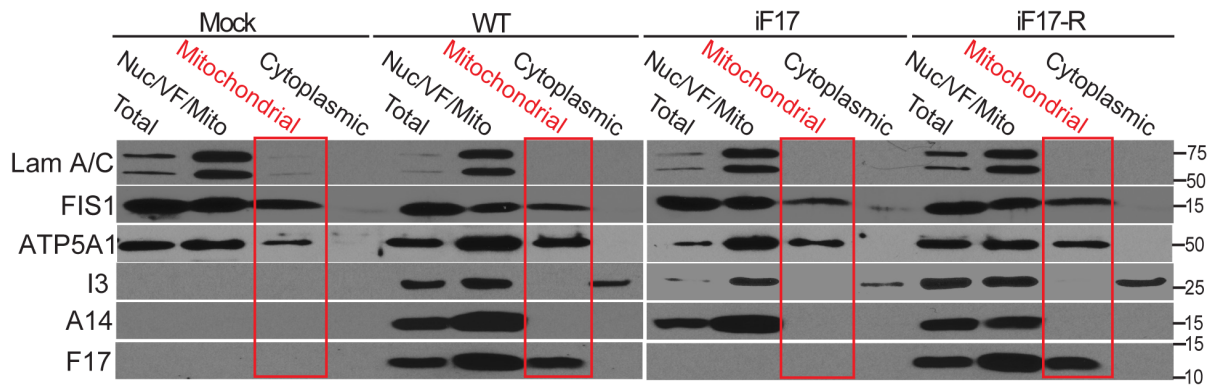 Mock WT iF17 iF17-R
Total Nuc/VF/Mito Mitochondrial Cytoplasmic Total Nuc/VF/Mito Mitochondrial Cytoplasmic Total Nuc/VF/Mito Mitochondrial Cytoplasmic Total Nuc/VF/Mito Mitochondrial Cytoplasmic
Lam A/C 75
50
FIS1 15
ATP5A1 50
I3 25
A14 15
15
F17
10